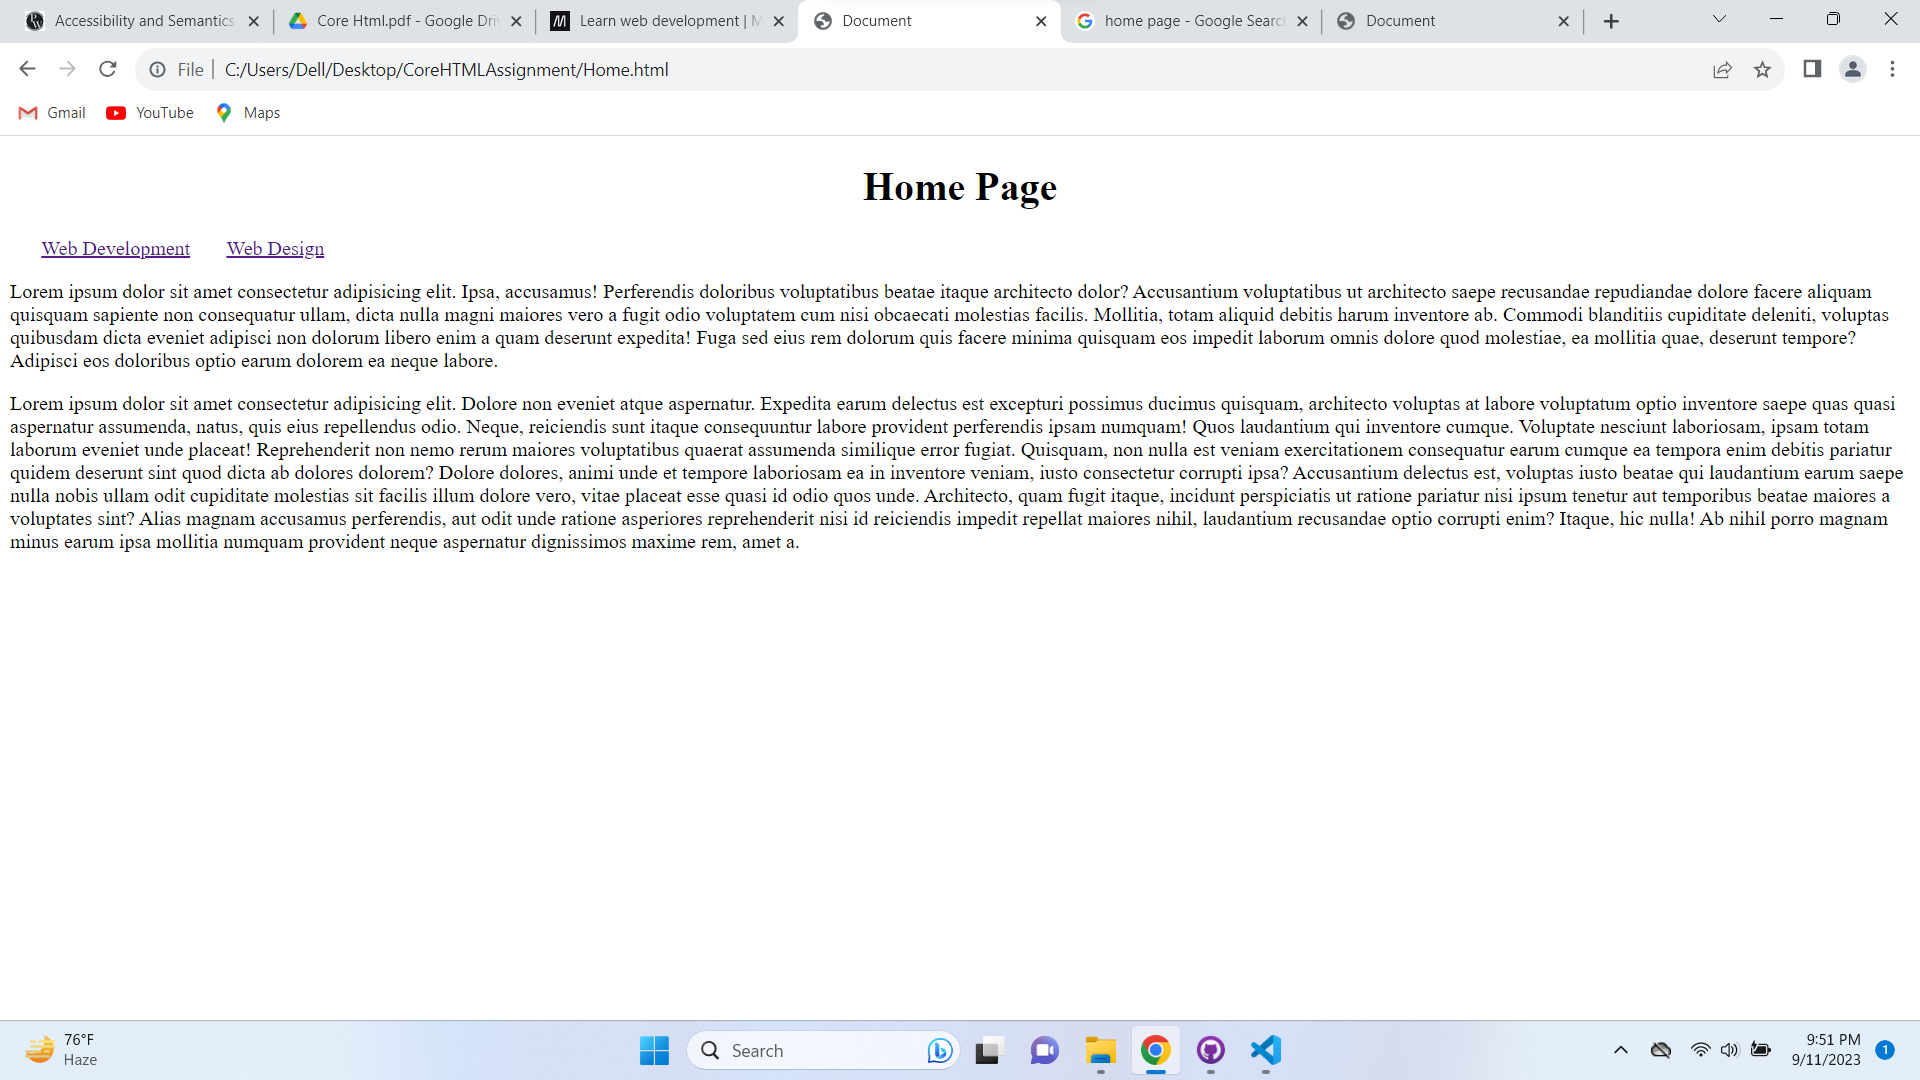 Accessibility and Semantics
Core Html.pdf - Google Dri
Learn web development | M
Document
home page - Google Search
Document
File
C:/Users/Dell/Desktop/CoreHTMLAssignment/Home.html
Gmail
YouTube
Maps
Home Page
Web Development Web Design
Lorem ipsum dolor sit amet consectetur adipisicing elit. Ipsa, accusamus! Perferendis doloribus voluptatibus beatae itaque architecto dolor? Accusantium voluptatibus ut architecto saepe recusandae repudiandae dolore facere aliquam
quisquam sapiente non consequatur ullam, dicta nulla magni maiores vero a fugit odio voluptatem cum nisi obcaecati molestias facilis. Mollitia, totam aliquid debitis harum inventore ab. Commodi blanditiis cupiditate deleniti, voluptas
quibusdam dicta eveniet adipisci non dolorum libero enim a quam deserunt expedita! Fuga sed eius rem dolorum quis facere minima quisquam eos impedit laborum omnis dolore quod molestiae, ea mollitia quae, deserunt tempore?
Adipisci eos doloribus optio earum dolorem ea neque labore.
Lorem ipsum dolor sit amet consectetur adipisicing elit. Dolore non eveniet atque aspernatur. Expedita earum delectus est excepturi possimus ducimus quisquam, architecto voluptas at labore voluptatum optio inventore saepe quas quasi
aspernatur assumenda, natus, quis eius repellendus odio. Neque, reiciendis sunt itaque consequuntur labore provident perferendis ipsam numquam! Quos laudantium qui inventore cumque. Voluptate nesciunt laboriosam, ipsam totam
laborum eveniet unde placeat! Reprehenderit non nemo rerum maiores voluptatibus quaerat assumenda similique error fugiat. Quisquam, non nulla est veniam exercitationem consequatur earum cumque ea tempora enim debitis pariatur
quidem deserunt sint quod dicta ab dolores dolorem? Dolore dolores, animi unde et tempore laboriosam ea in inventore veniam, iusto consectetur corrupti ipsa? Accusantium delectus est, voluptas iusto beatae qui laudantium earum saepe
nulla nobis ullam odit cupiditate molestias sit facilis illum dolore vero, vitae placeat esse quasi id odio quos unde. Architecto, quam fugit itaque, incidunt perspiciatis ut ratione pariatur nisi ipsum tenetur aut temporibus beatae maiores a
voluptates sint? Alias magnam accusamus perferendis, aut odit unde ratione asperiores reprehenderit nisi id reiciendis impedit repellat maiores nihil, laudantium recusandae optio corrupti enim? Itaque, hic nulla! Ab nihil porro magnam
minus earum ipsa mollitia numquam provident neque aspernatur dignissimos maxime rem, amet a.
76°F
Haze
Search
9:51 PM
9/11/2023
1